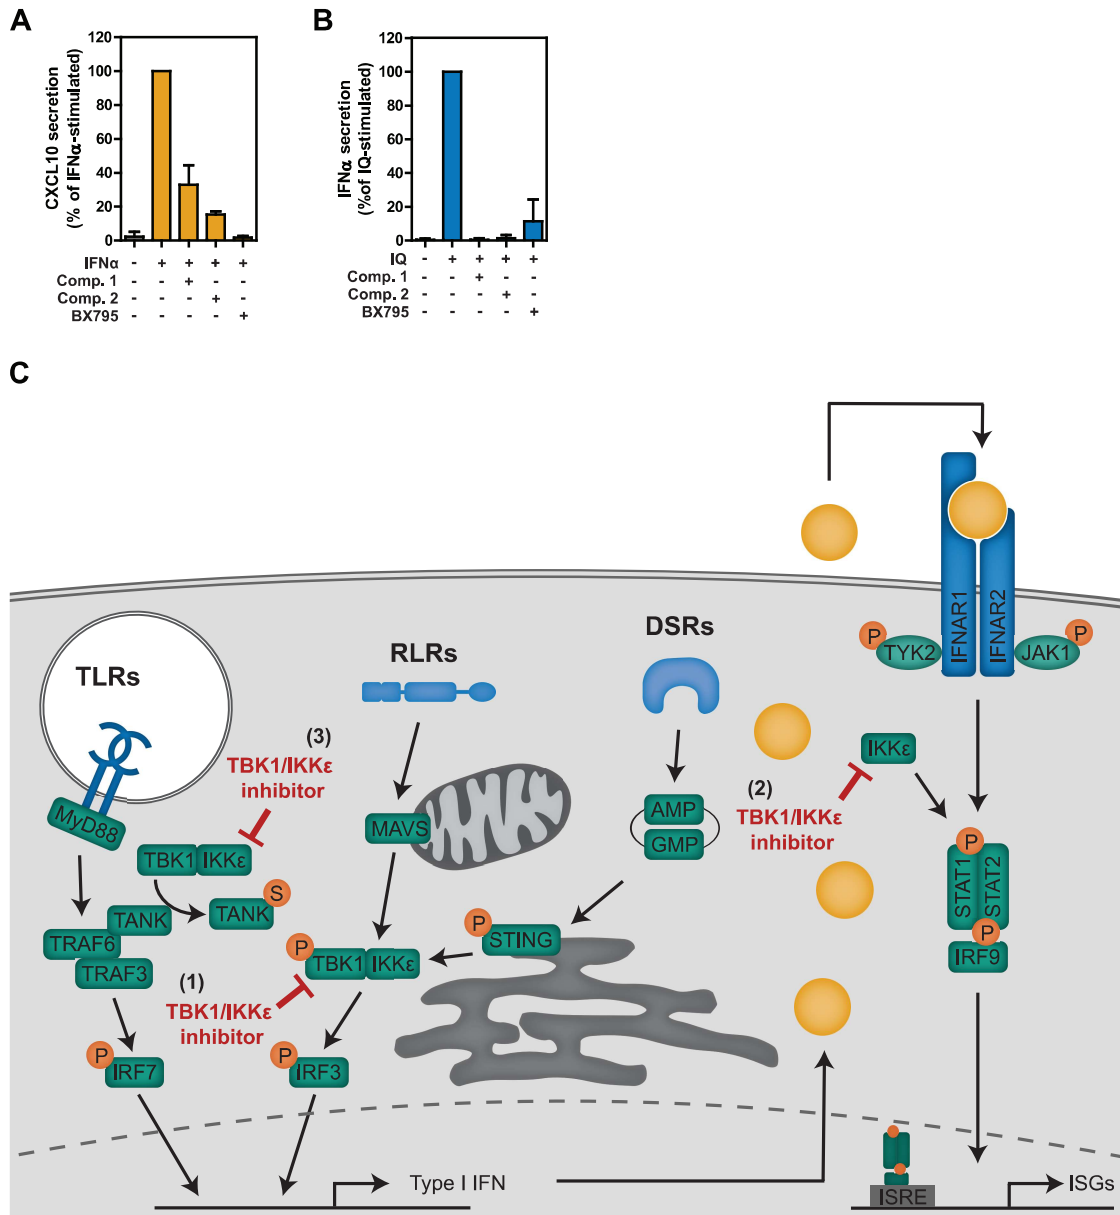 A
CXCL10 secretion
(% of IFNα-stimulated)
120
100
80
60
40
20
0
IFNα - + + + +
Comp. 1 - - + - -
Comp. 2 - - - + -
BX795 - - - - +
B
IFNα secretion
(%of IQ-stimulated)
120
100
80
60
40
20
0
IQ - + + + +
Comp. 1 - - + - -
Comp. 2 - - - + -
BX795 - - - - +
C
TLRs
MyD88
TBK1 IKKε
(3)
TBK1/IKKε
inhibitor
TANK
TANK
S
TRAF6
TRAF3
P
IRF7
RLRs
MAVS
P
TBK1 IKKε
(1)
TBK1/IKKε
inhibitor
P
IRF3
DSRs
AMP
GMP
P
STING
(2)
TBK1/IKKε
inhibitor
IKKε
IFNAR1
IFNAR2
P
TYK2
JAK1
P
P
STAT1
STAT2
P
IRF9
Type I IFN
ISRE
ISGs